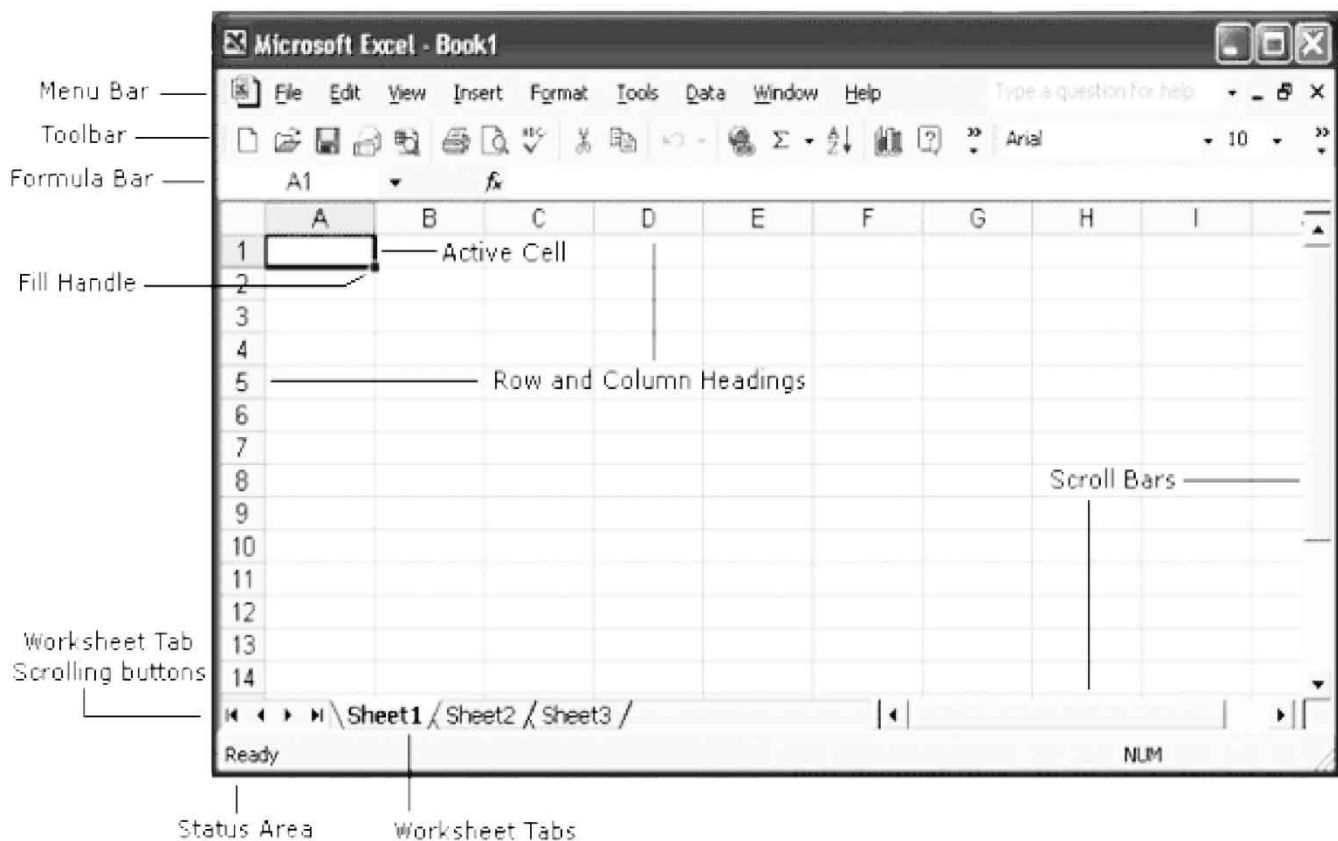 Microsoft Excel - Book1
Menu Bar
File Edit View Insert Format Tools Data Window Help
Type a question for help
Toolbar
Arial
10
Formula Bar
A1
fx
A B C D E F G H I
1
Active Cell
Fill Handle
2
3
4
5
Row and Column Headings
6
7
8
Scroll Bars
9
10
11
12
Worksheet Tab
Scrolling buttons
13
14
Sheet1 / Sheet2 / Sheet3 /
Ready
NUM
Status Area
Worksheet Tabs